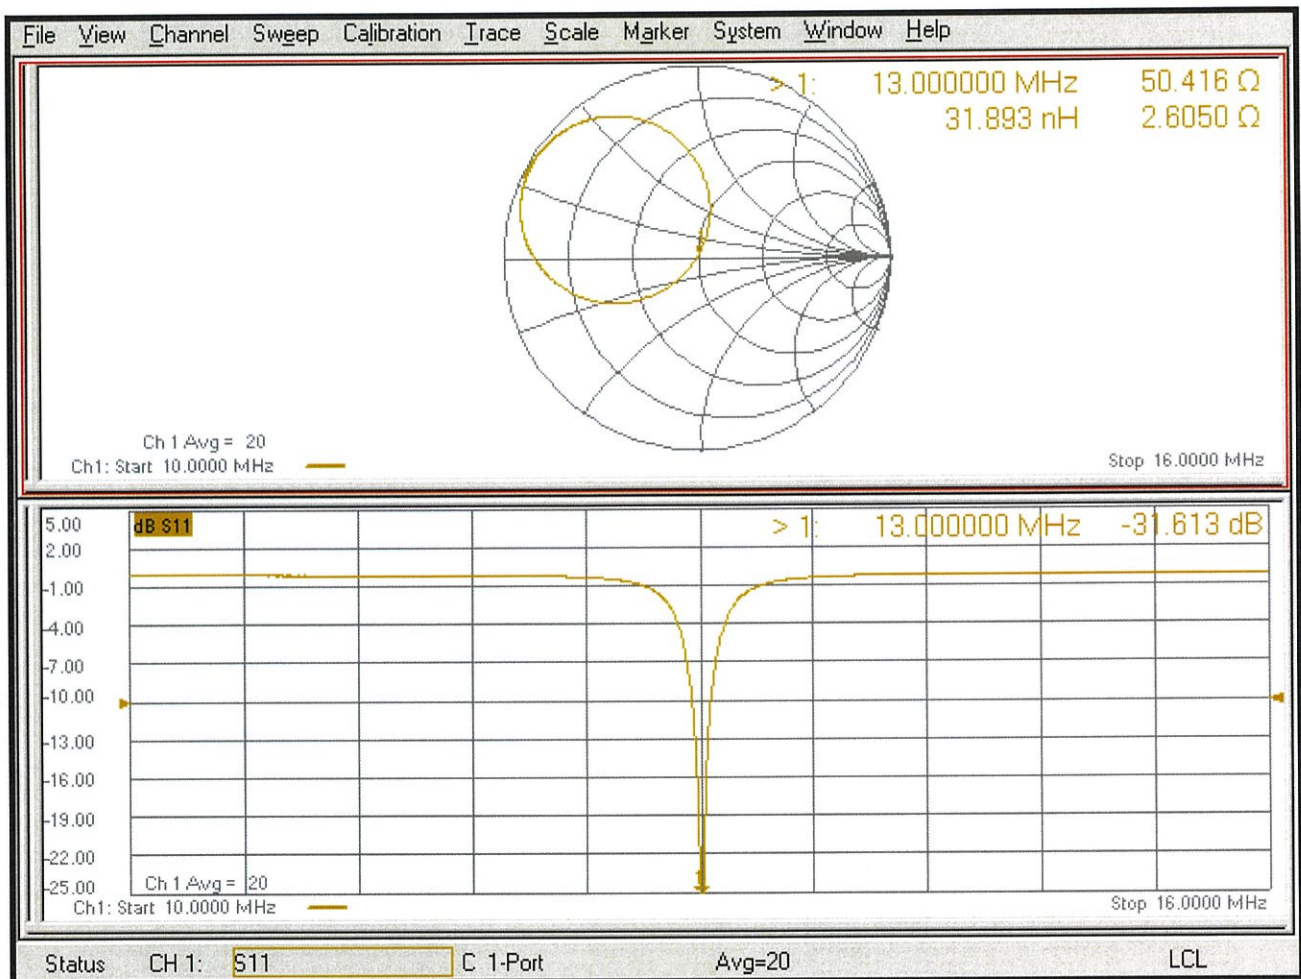 File View Channel Sweep Calibration Trace Scale Marker System Window Help
> 1: 13.000000 MHz 50.416 Ω
31.893 nH 2.6050 Ω
Ch 1 Avg = 20
Ch1: Start 10.0000 MHz Stop 16.0000 MHz
5.00 dB S11 > 1: 13.000000 MHz -31.613 dB
2.00
-1.00
-4.00
-7.00
-10.00
-13.00
-16.00
-19.00
-22.00
-25.00 Ch 1 Avg = 20
Ch1: Start 10.0000 MHz Stop 16.0000 MHz
Status CH 1: S11 C 1-Port Avg=20 LCL